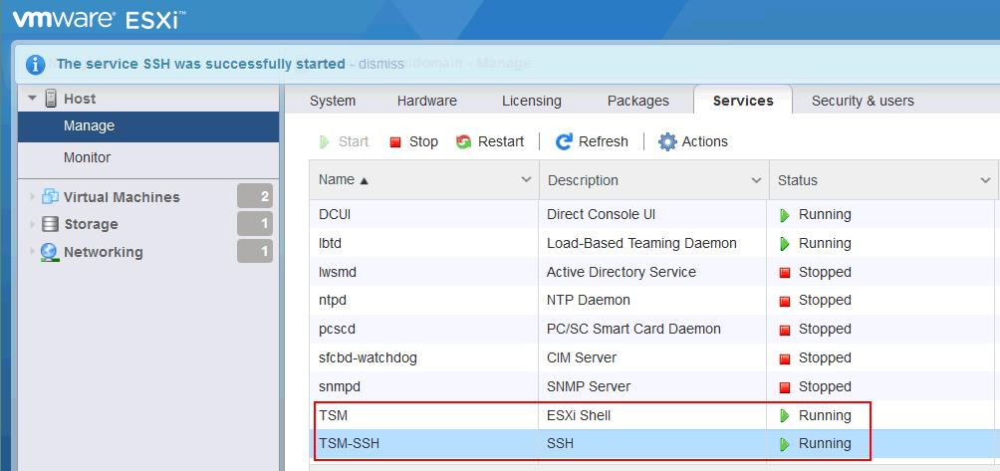 vmware ESXi™
The service SSH was successfully started - dismiss
Host
Manage
Monitor
Virtual Machines 2
Storage 1
Networking 1
System Hardware Licensing Packages Services Security & users
Start Stop Restart Refresh Actions
Name Description Status
DCUI Direct Console UI Running
lbtd Load-Based Teaming Daemon Running
lwsmd Active Directory Service Stopped
ntpd NTP Daemon Stopped
pcscd PC/SC Smart Card Daemon Stopped
sfcbd-watchdog CIM Server Stopped
snmpd SNMP Server Stopped
TSM ESXi Shell Running
TSM-SSH SSH Running